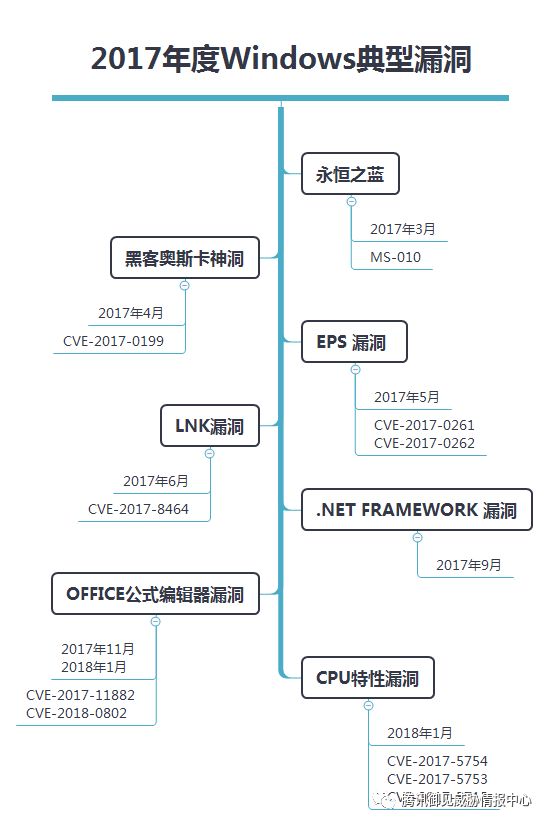 2017年度Windows典型漏洞
永恒之蓝
2017年3月
MS-010
黑客奥斯卡神洞
2017年4月
CVE-2017-0199
EPS 漏洞
2017年5月
CVE-2017-0261
CVE-2017-0262
LNK漏洞
2017年6月
CVE-2017-8464
.NET FRAMEWORK 漏洞
2017年9月
OFFICE公式编辑器漏洞
2017年11月
2018年1月
CVE-2017-11882
CVE-2018-0802
CPU特性漏洞
2018年1月
CVE-2017-5754
CVE-2017-5753
腾讯御见威胁情报中心